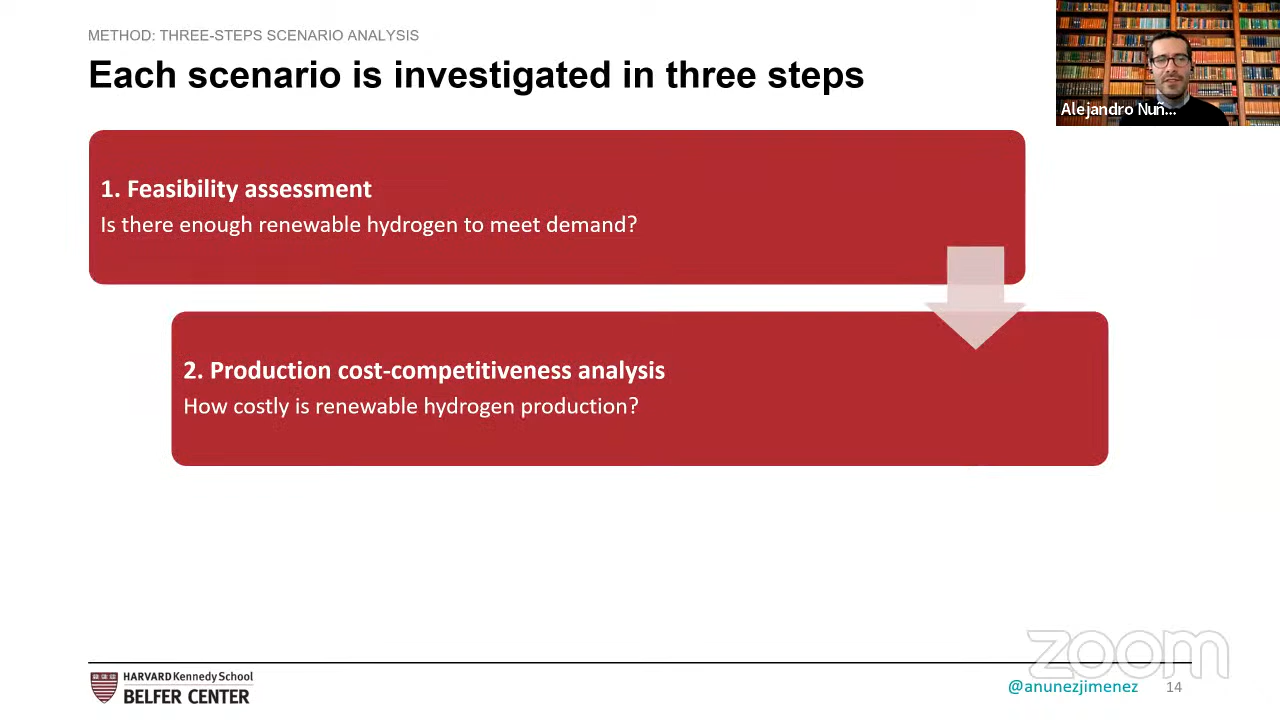 METHOD: THREE-STEPS SCENARIO ANALYSIS
Each scenario is investigated in three steps
Alejandro Nuñ...
1. Feasibility assessment
Is there enough renewable hydrogen to meet demand?
2. Production cost-competitiveness analysis
How costly is renewable hydrogen production?
zoom
HARVARD Kennedy School
BELFER CENTER
@anunezjimenez 14